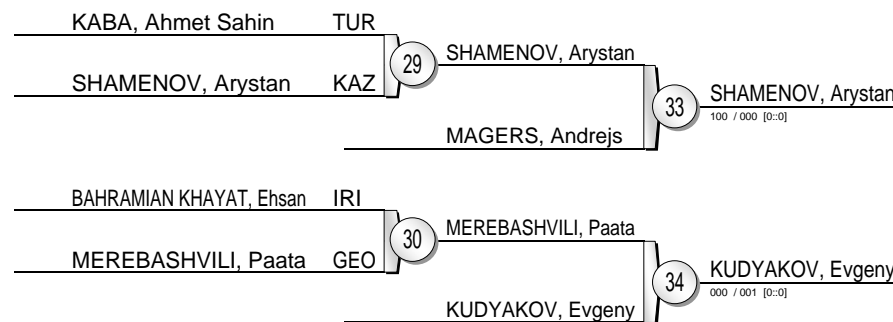 KABA, Ahmet Sahin TUR
29
SHAMENOV, Arystan
SHAMENOV, Arystan KAZ
33
SHAMENOV, Arystan
100 / 000 [0::0]
MAGERS, Andrejs
BAHRAMIAN KHAYAT, Ehsan IRI
30
MEREBASHVILI, Paata
MEREBASHVILI, Paata GEO
34
KUDYAKOV, Evgeny
000 / 001 [0::0]
KUDYAKOV, Evgeny